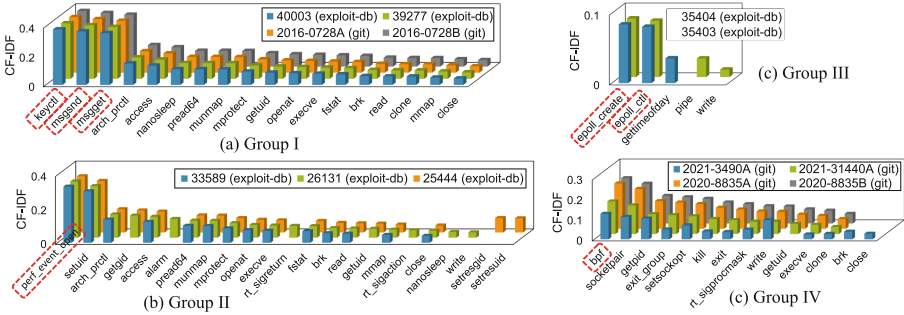 CF-IDF
0.4
0.2
0
40003 (exploit-db)
39277 (exploit-db)
2016-0728A (git)
2016-0728B (git)
keyctl
msgsnd
msgget
arch_prctl
access
nanosleep
pread64
munmap
mprotect
getuid
openat
execve
fstat
brk
read
clone
mmap
close
(a) Group I
CF-IDF
0.1
0
35404 (exploit-db)
35403 (exploit-db)
epoll_create
epoll_ctl
gettimeofday
pipe
write
(c) Group III
CF-IDF
0.4
0.2
0
33589 (exploit-db)
26131 (exploit-db)
25444 (exploit-db)
perf_event_open
setuid
arch_prctl
getgid
access
alarm
pread64
munmap
mprotect
openat
execve
rt_sigreturn
fstat
brk
read
getuid
mmap
rt_sigaction
close
nanosleep
write
setresgid
setresuid
(b) Group II
CF-IDF
0.3
0.2
0.1
0
2021-3490A (git)
2021-31440A (git)
2020-8835A (git)
2020-8835B (git)
bpf
socketpair
getpid
exit_group
setsockopt
kill
exit
rt_sigprocmask
write
getuid
execve
clone
brk
close
(c) Group IV